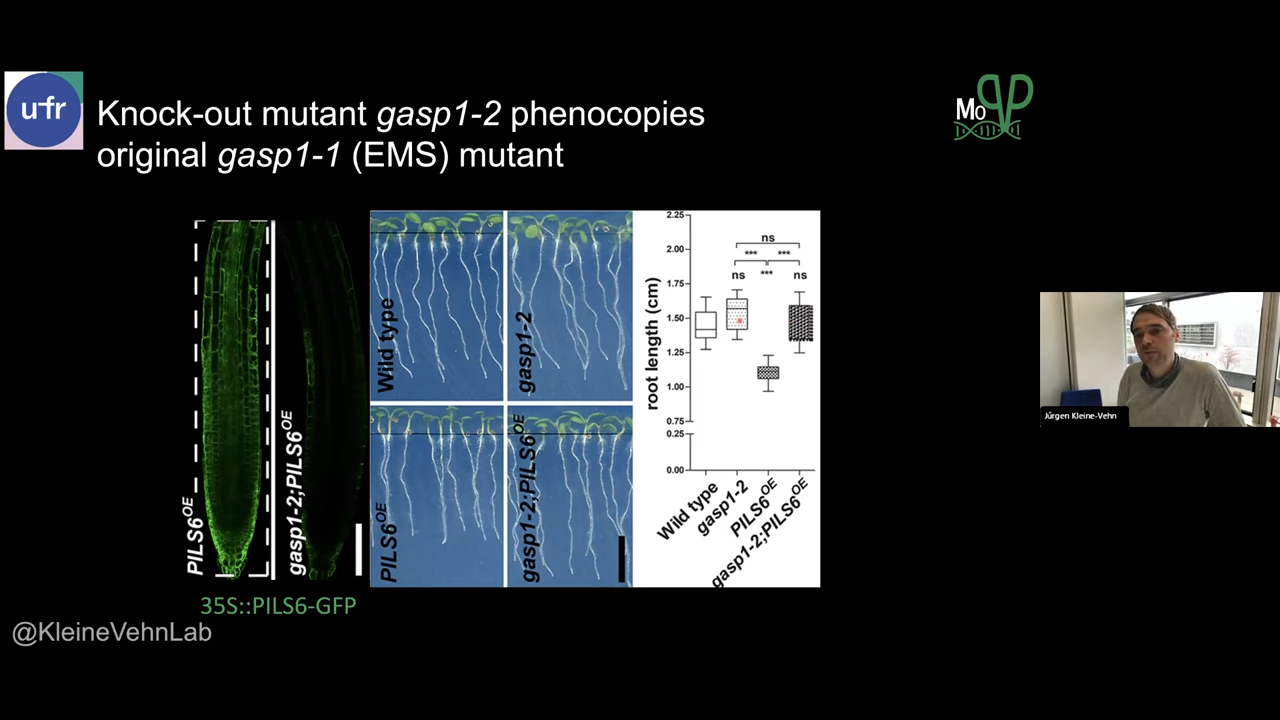 ufr
Knock-out mutant gasp1-2 phenocopies
original gasp1-1 (EMS) mutant
Mo
PILS6OE
gasp1-2;PILS6OE
35S::PILS6-GFP
Wild type
gasp1-2
PILS6OE
gasp1-2;PILS6OE
root length (cm)
2.25
2.00
1.75
1.50
1.25
1.00
0.75
0.25
0.00
ns
*** ***
ns *** ns
Wild type
gasp1-2
PILS6OE
gasp1-2;PILS6OE
Jürgen Kleine-Vehn
@KleineVehnLab